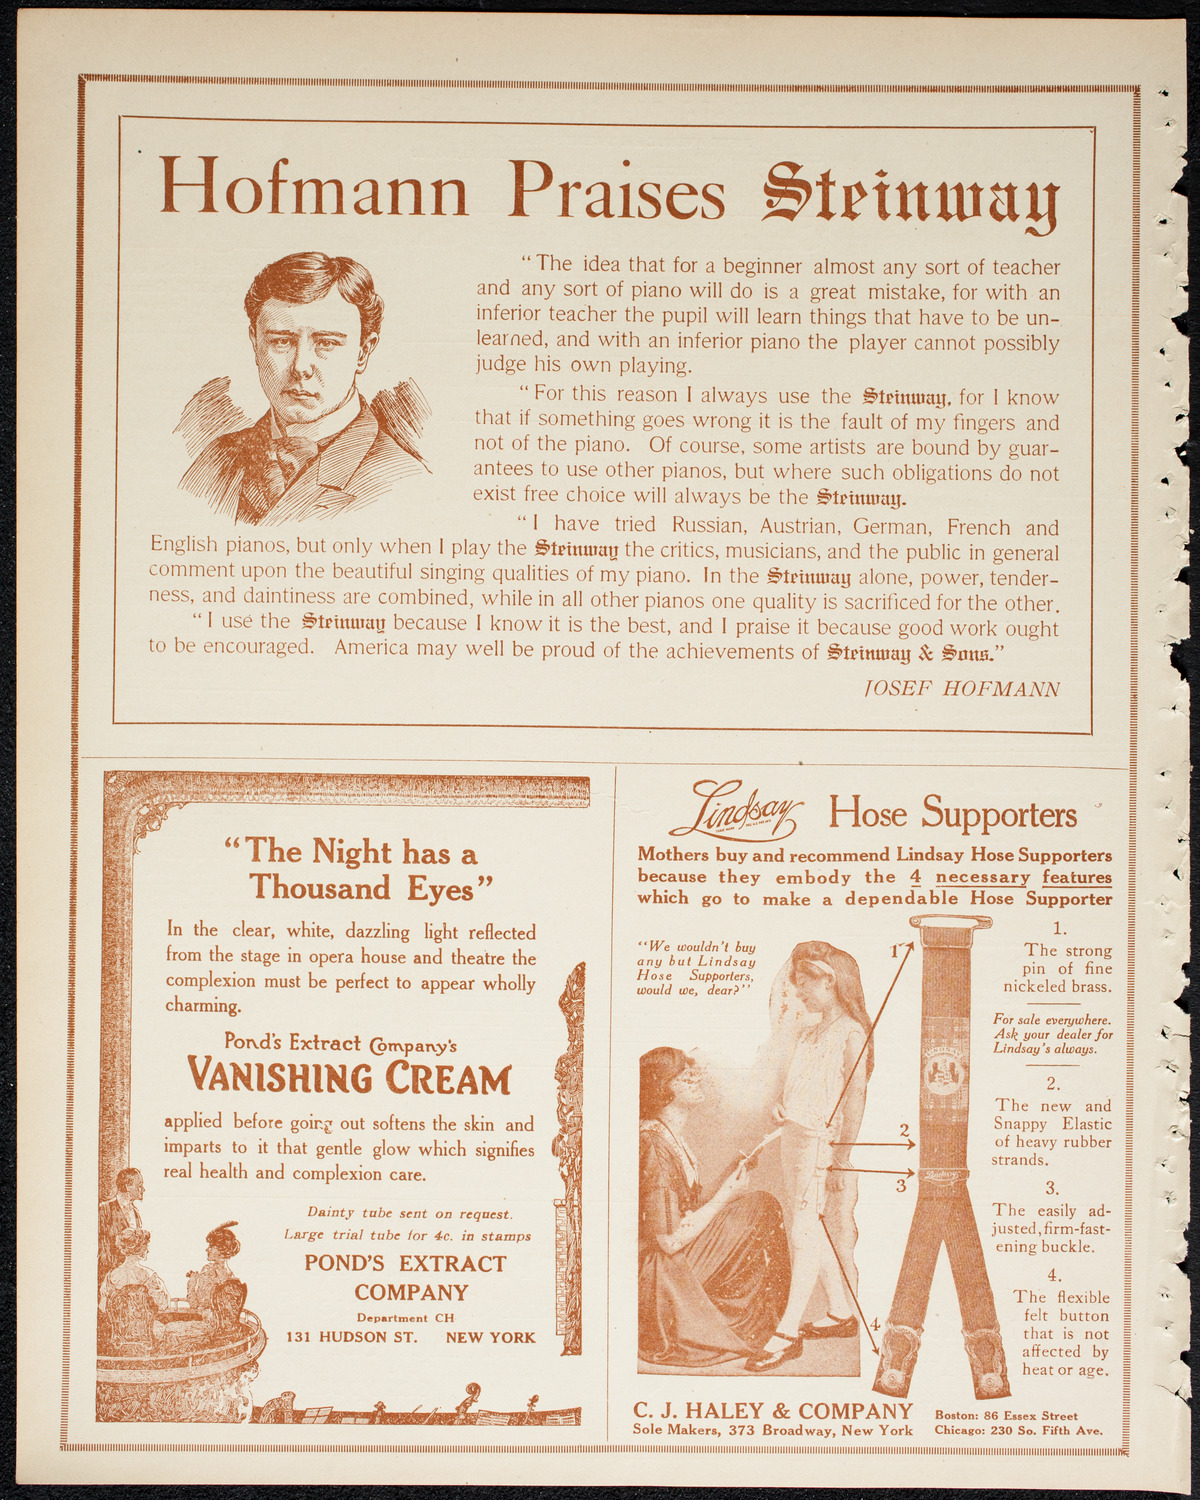 Hofmann Praises Steinway
“The idea that for a beginner almost any sort of teacher
and any sort of piano will do is a great mistake, for with an
inferior teacher the pupil will learn things that have to be un-
learned, and with an inferior piano the player cannot possibly
judge his own playing.
“For this reason I always use the Steinway, for I know
that if something goes wrong it is the fault of my fingers and
not of the piano. Of course, some artists are bound by guar-
antees to use other pianos, but where such obligations do not
exist free choice will always be the Steinway.
“I have tried Russian, Austrian, German, French and
English pianos, but only when I play the Steinway the critics, musicians, and the public in general
comment upon the beautiful singing qualities of my piano. In the Steinway alone, power, tender-
ness, and daintiness are combined, while in all other pianos one quality is sacrificed for the other.
“I use the Steinway because I know it is the best, and I praise it because good work ought
to be encouraged. America may well be proud of the achievements of Steinway & Sons.”
JOSEF HOFMANN
“The Night has a
Thousand Eyes”
In the clear, white, dazzling light reflected
from the stage in opera house and theatre the
complexion must be perfect to appear wholly
charming.
Pond's Extract Company's
VANISHING CREAM
applied before going out softens the skin and
imparts to it that gentle glow which signifies
real health and complexion care.
Dainty tube sent on request.
Large trial tube for 4c. in stamps
POND'S EXTRACT
COMPANY
Department CH
131 HUDSON ST. NEW YORK
Lindsay Hose Supporters
Mothers buy and recommend Lindsay Hose Supporters
because they embody the 4 necessary features
which go to make a dependable Hose Supporter
“We wouldn't buy
any but Lindsay
Hose Supporters,
would we, dear?”
1
2
3
4
Lindsay
1.
The strong
pin of fine
nickeled brass.
For sale everywhere.
Ask your dealer for
Lindsay's always.
2.
The new and
Snappy Elastic
of heavy rubber
strands.
3.
The easily ad-
justed, firm-fast-
ening buckle.
4.
The flexible
felt button
that is not
affected by
heat or age.
C. J. HALEY & COMPANY
Sole Makers, 373 Broadway, New York
Boston: 86 Essex Street
Chicago: 230 So. Fifth Ave.